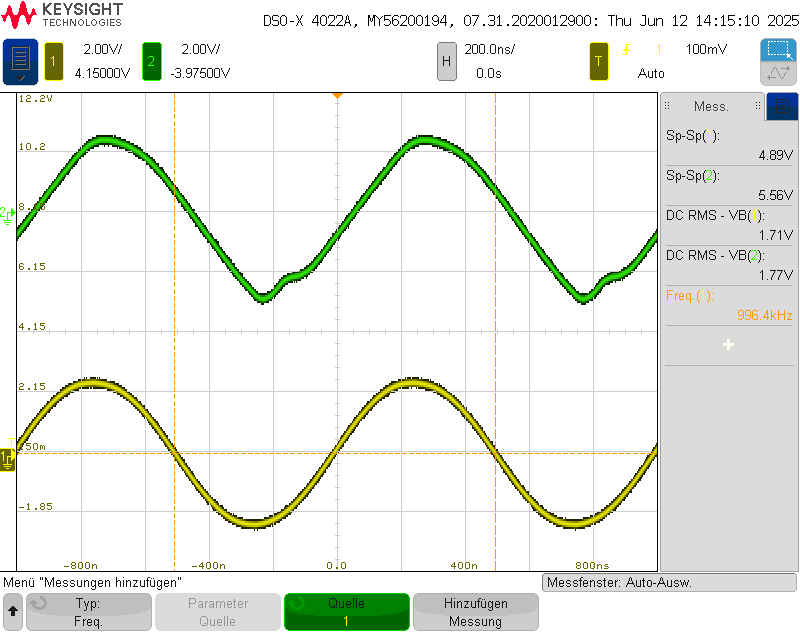 KEYSIGHT
TECHNOLOGIES
DSO-X 4022A, MY56200194, 07.31.2020012900: Thu Jun 12 14:15:10 2025
1 2.00V/ 2 2.00V/ H 200.0ns/ T 1 100mV
4.15000V -3.97500V 0.0s Auto
12.2V
10.2
6.15
4.15
2.15
-1.85
-800n -400n 0.0 400n 800ns
2
1
T
Mess.
Sp-Sp( ):
4.89V
Sp-Sp(2):
5.56V
DC RMS - VB(1):
1.71V
DC RMS - VB(2):
1.77V
Freq.( ):
996.4kHz
Menü "Messungen hinzufügen"
Messfenster: Auto-Ausw.
Typ: Parameter Quelle Hinzufügen
Freq. Quelle 1 Messung